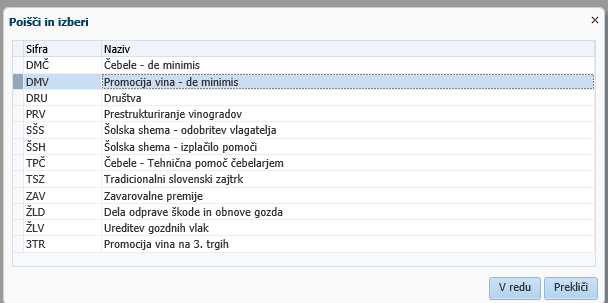 Poišči in izberi
Sifra Naziv
DMČ Čebele - de minimis
DMV Promocija vina - de minimis
DRU Društva
PRV Prestrukturiranje vinogradov
SŠS Šolska shema - odobritev vlagatelja
ŠSH Šolska shema - izplačilo pomoči
TPČ Čebele - Tehnična pomoč čebelarjem
TSZ Tradicionalni slovenski zajtrk
ZAV Zavarovalne premije
ŽLD Dela odprave škode in obnove gozda
ŽLV Ureditev gozdnih vlak
3TR Promocija vina na 3. trgih
V redu Prekliči